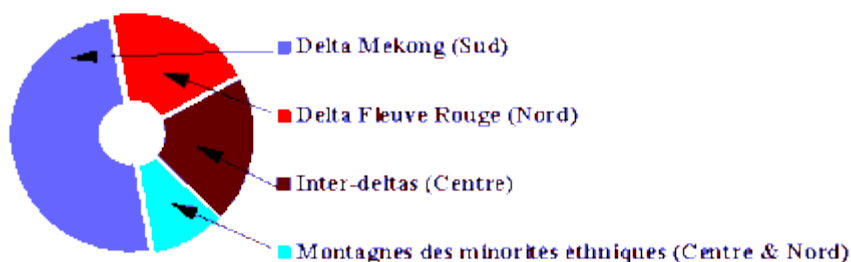 Delta Mekong (Sud)
Delta Fleuve Rouge (Nord)
Inter-deltas (Centre)
Montagnes des minorités ethniques (Centre & Nord)